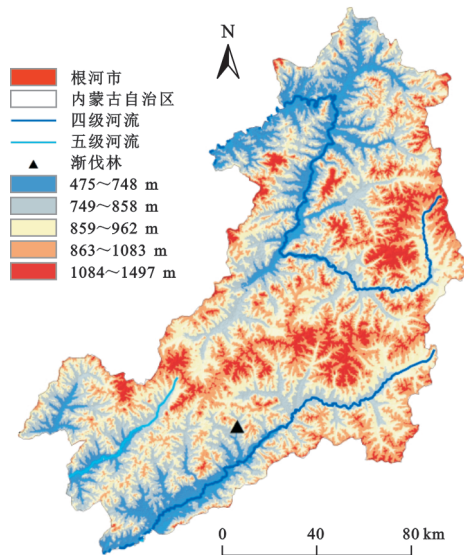 N
根河市
内蒙古自治区
四级河流
五级河流
渐伐林
475～748 m
749～858 m
859～962 m
863～1083 m
1084～1497 m
0 40 80 km